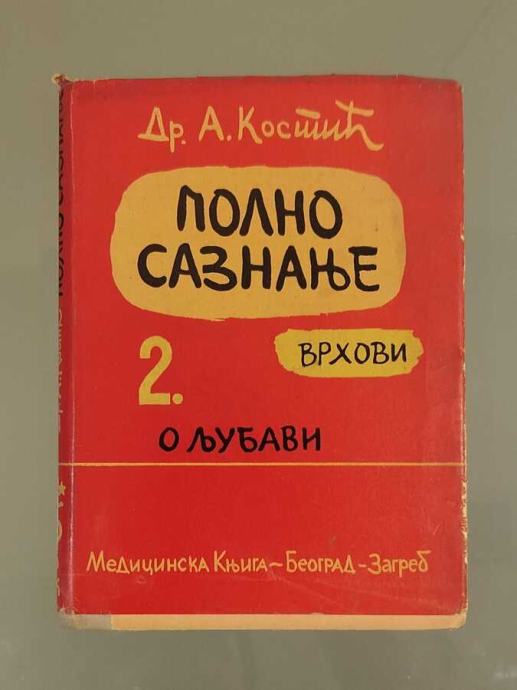 Др. А. Костић
ПОЛНО
САЗНАЊЕ
2.
ВРХОВИ
О ЉУБАВИ
Медицинска Књига~Београд-Загреб